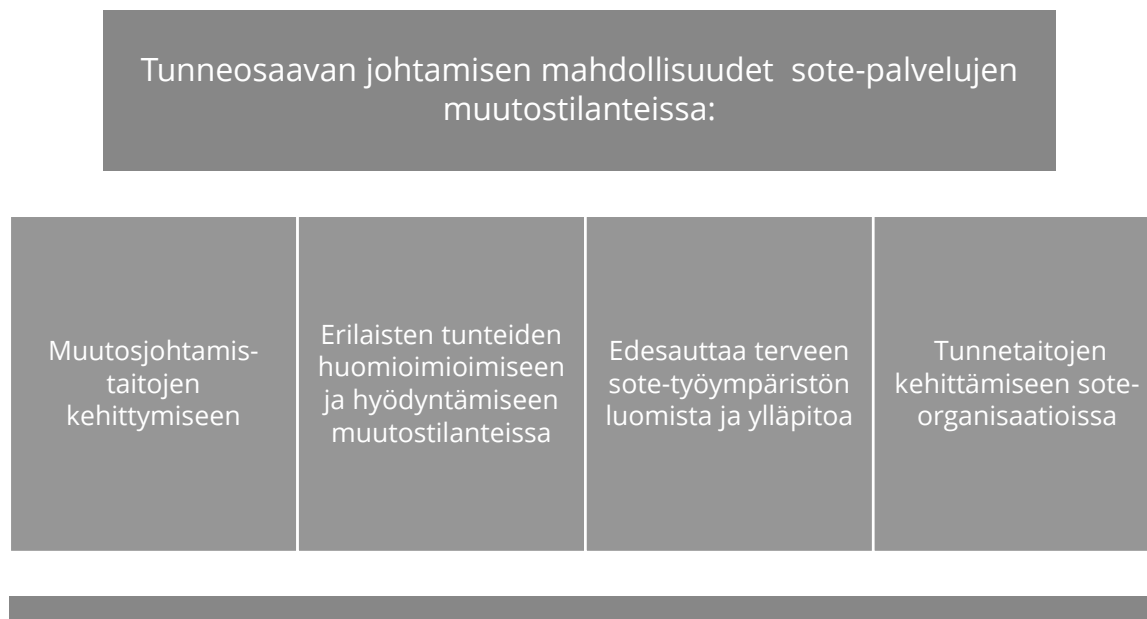 Tunneosaavan johtamisen mahdollisuudet sote-palvelujen
muutostilanteissa:
Muutosjohtamis-
taitojen
kehittymiseen
Erilaisten tunteiden
huomioimioimiseen
ja hyödyntämiseen
muutostilanteissa
Edesauttaa terveen
sote-työympäristön
luomista ja ylläpitoa
Tunnetaitojen
kehittämiseen sote-
organisaatioissa